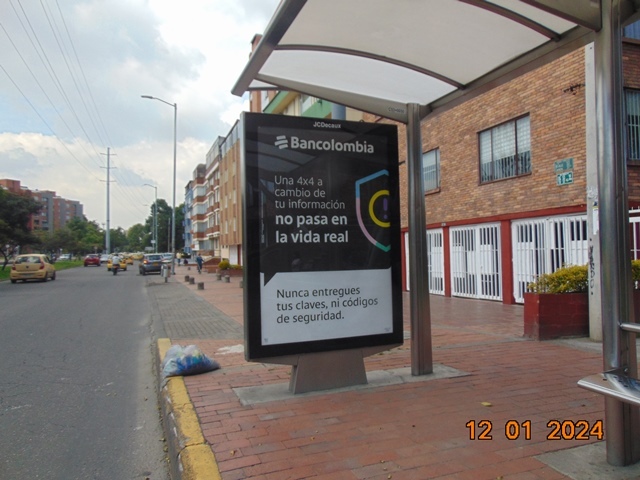 JCDecaux
Bancolombia
Una 4x4 a
cambio de
tu información
no pasa en
la vida real
Nunca entregues
tus claves, ni códigos
de seguridad.
12 01 2024